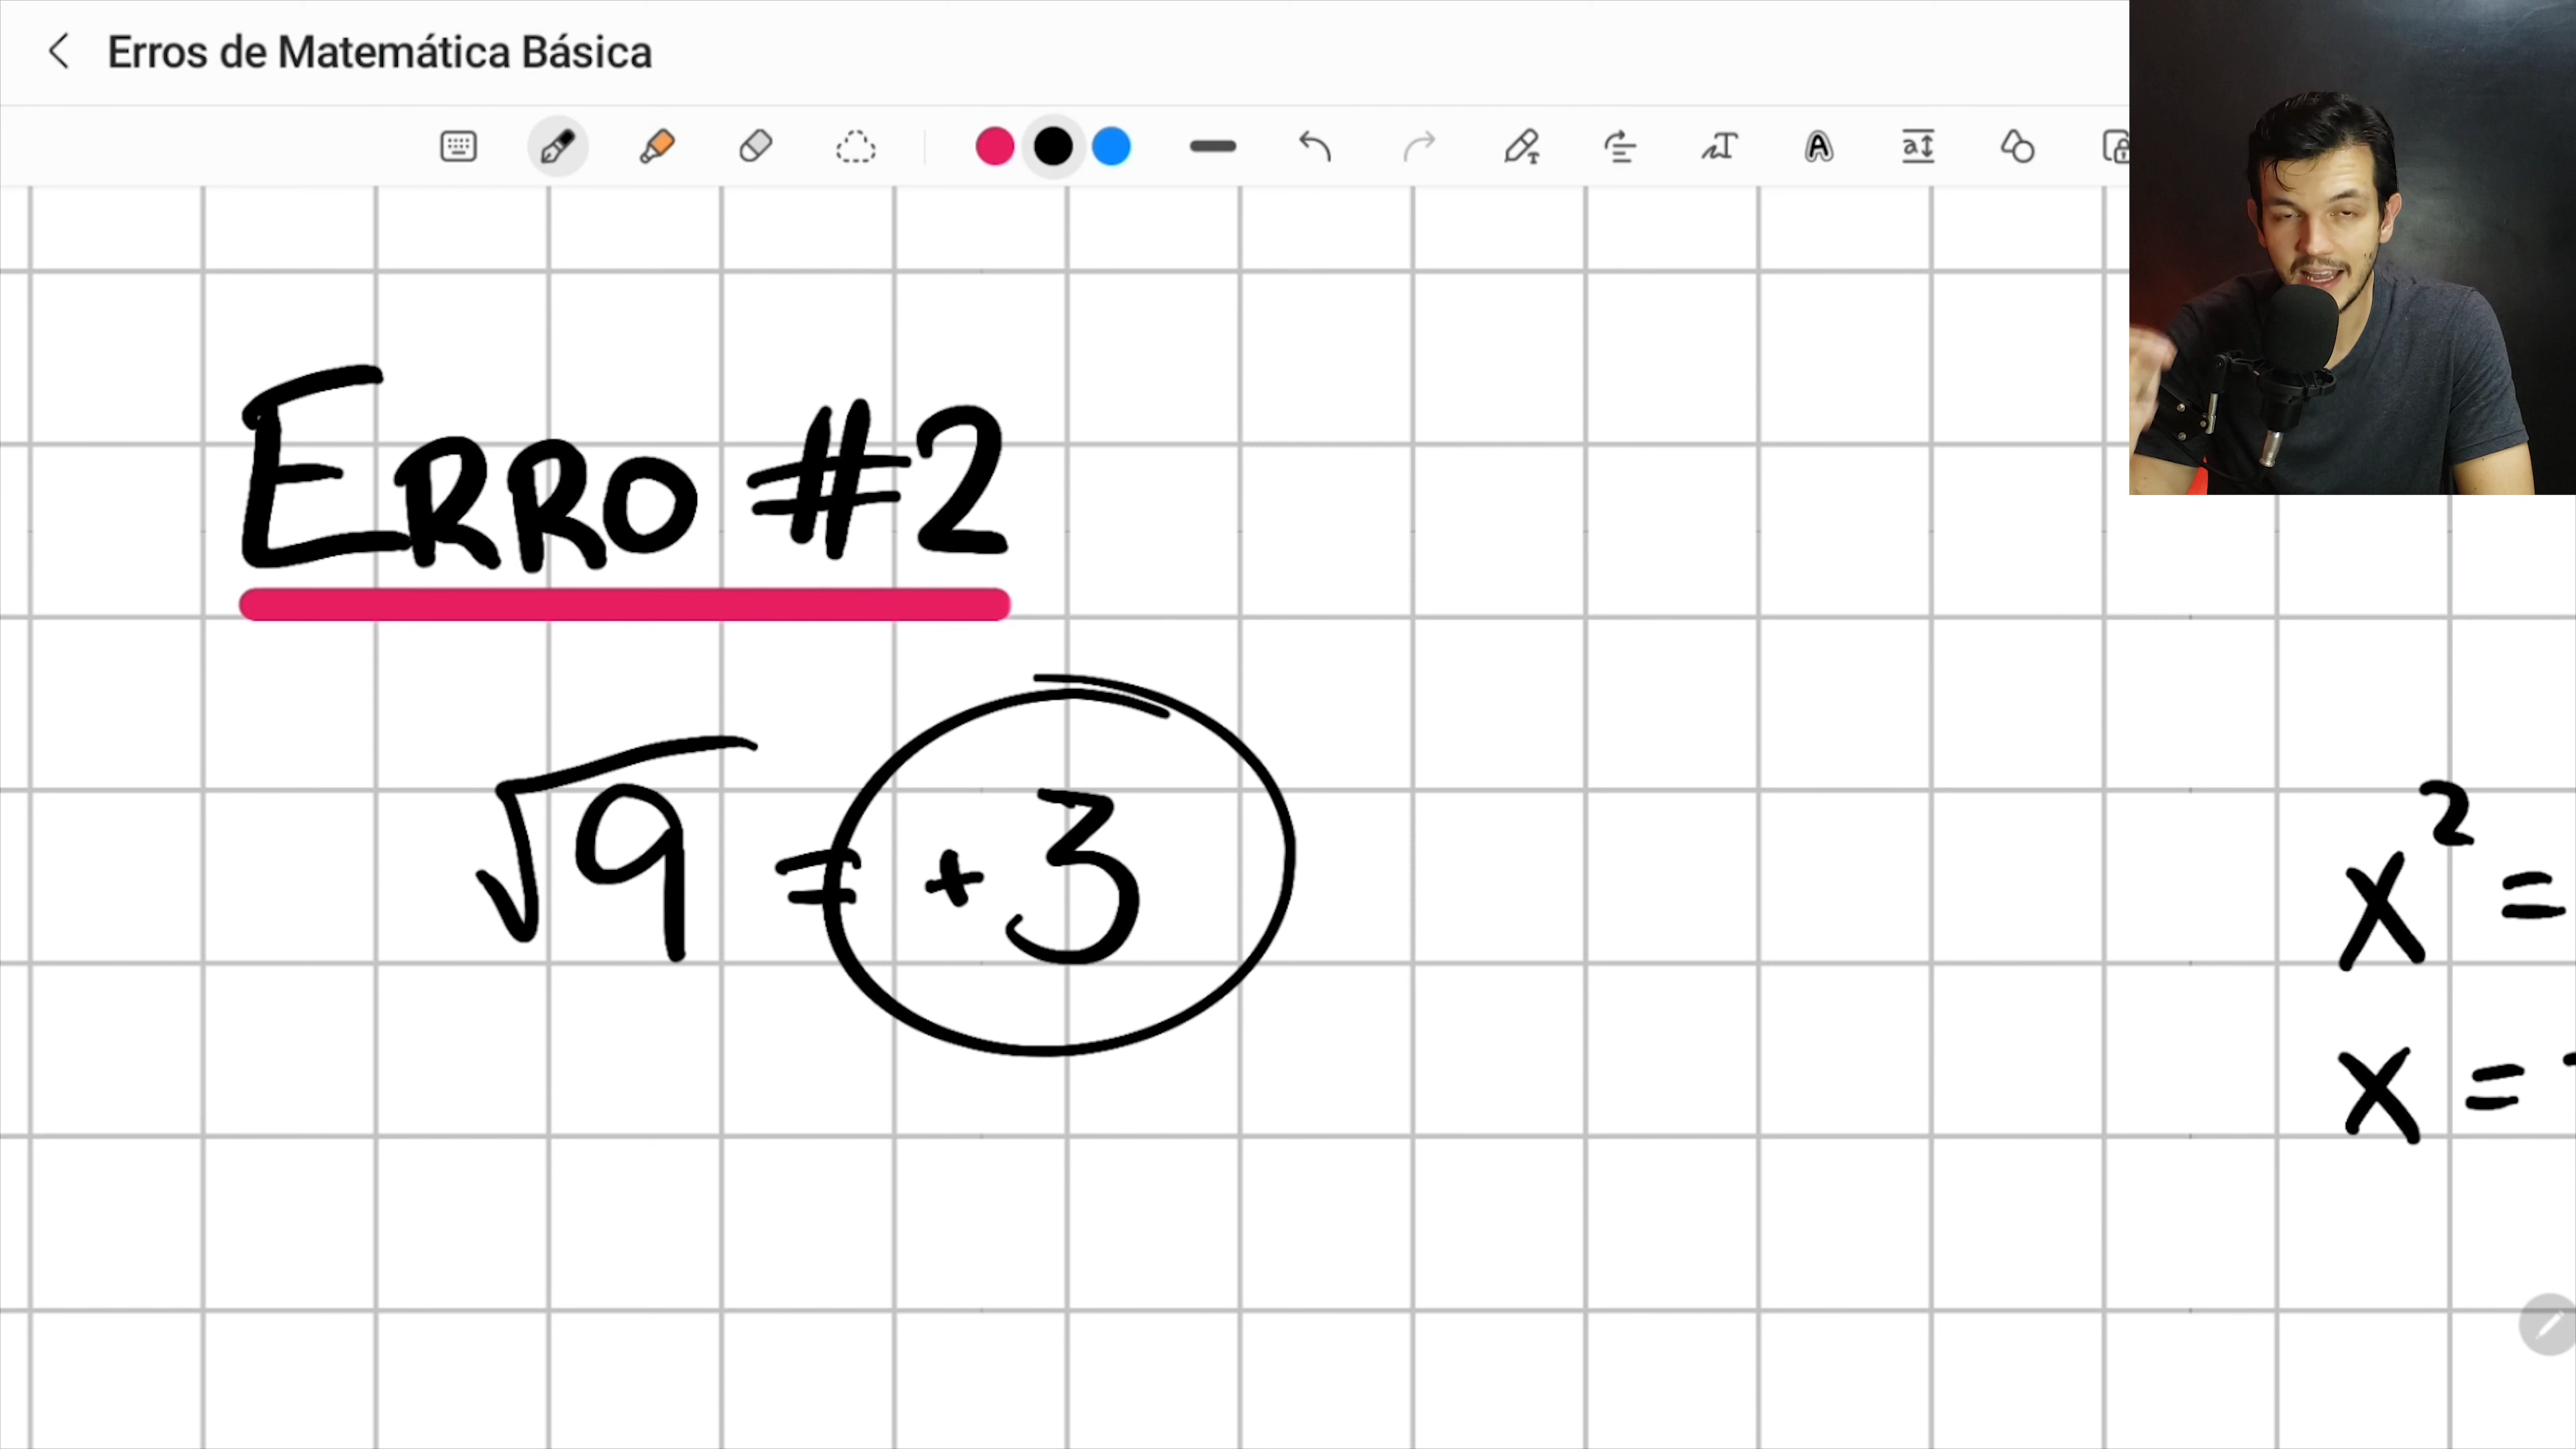 Erros de Matemática Básica
ERRO #2
√9 = +3
x² =
x =